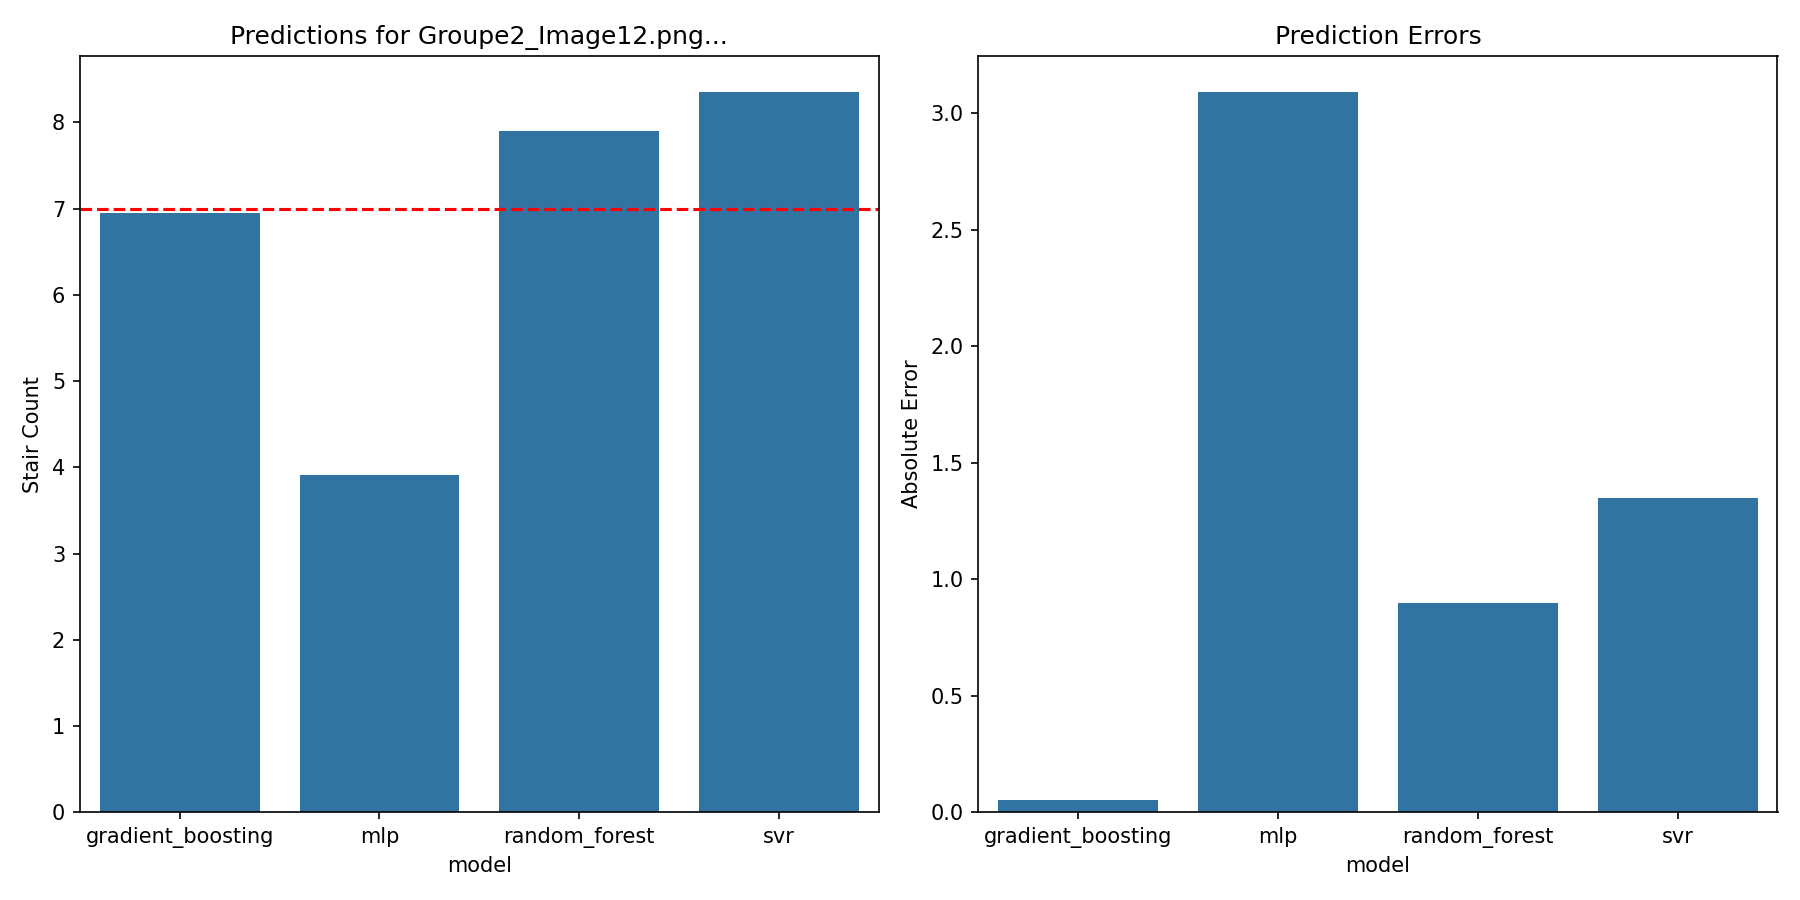 Predictions for Groupe2_Image12.png...
Stair Count
8
7
6
5
4
3
2
1
0
gradient_boosting mlp random_forest svr
model
Prediction Errors
Absolute Error
3.0
2.5
2.0
1.5
1.0
0.5
0.0
gradient_boosting mlp random_forest svr
model